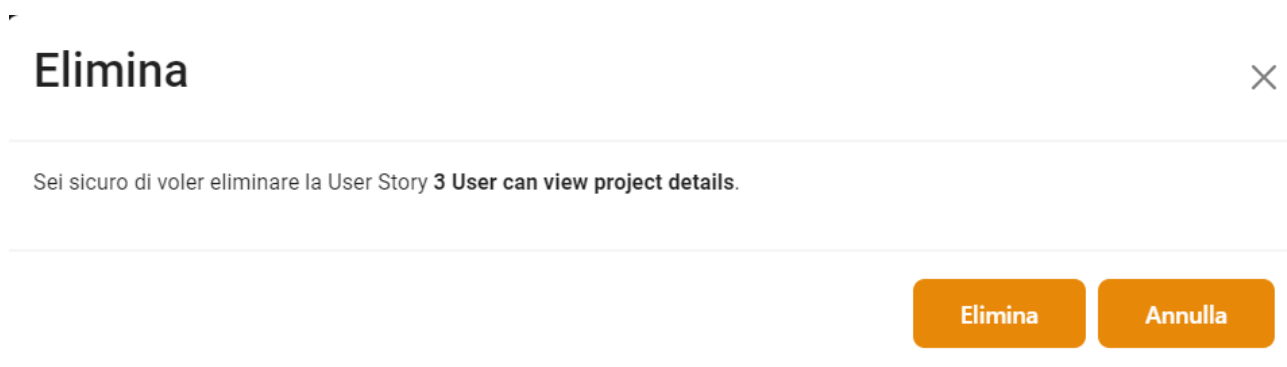 Elimina
Sei sicuro di voler eliminare la User Story 3 User can view project details.
Elimina Annulla